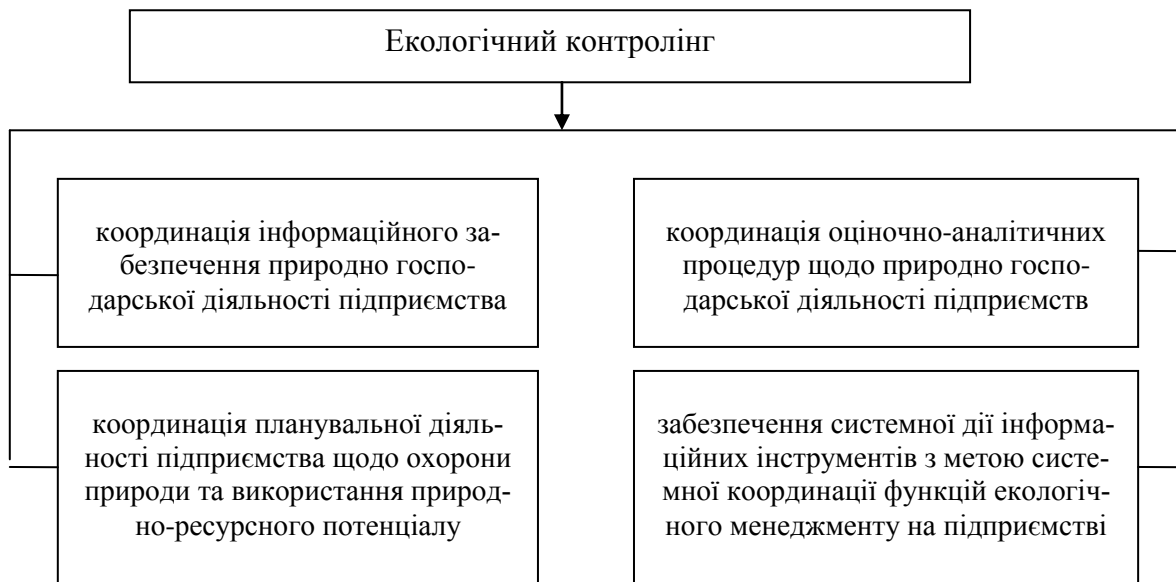 Екологічний контролінг
координація інформаційного за-
безпечення природно госпо-
дарської діяльності підприємства
координація оціночно-аналітичних
процедур щодо природно госпо-
дарської діяльності підприємств
координація планувальної діяль-
ності підприємства щодо охорони
природи та використання природ-
но-ресурсного потенціалу
забезпечення системної дії інформа-
ційних інструментів з метою систе-
мної координації функцій екологіч-
ного менеджменту на підприємстві